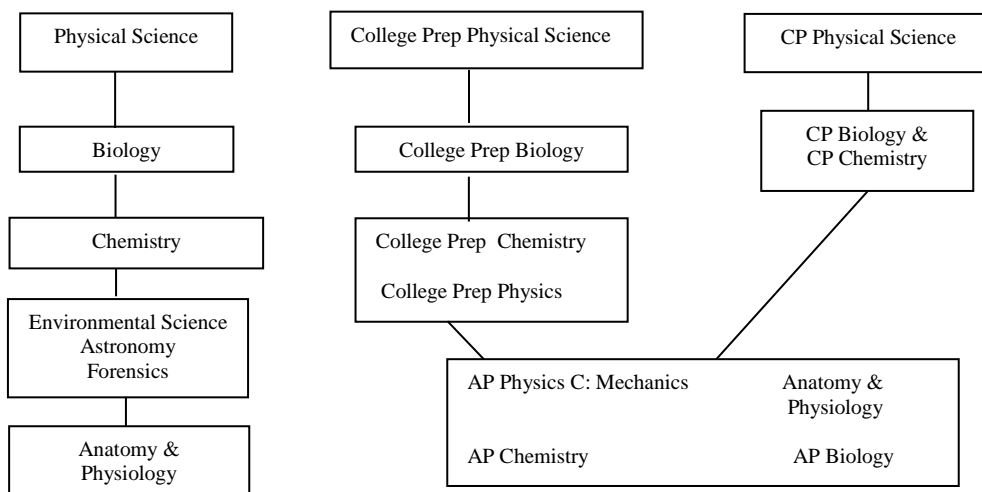 Physical Science
College Prep Physical Science
CP Physical Science
Biology
College Prep Biology
CP Biology &
CP Chemistry
Chemistry
College Prep Chemistry
College Prep Physics
Environmental Science
Astronomy
Forensics
AP Physics C: Mechanics
Anatomy &
Physiology
AP Chemistry
AP Biology
Anatomy &
Physiology